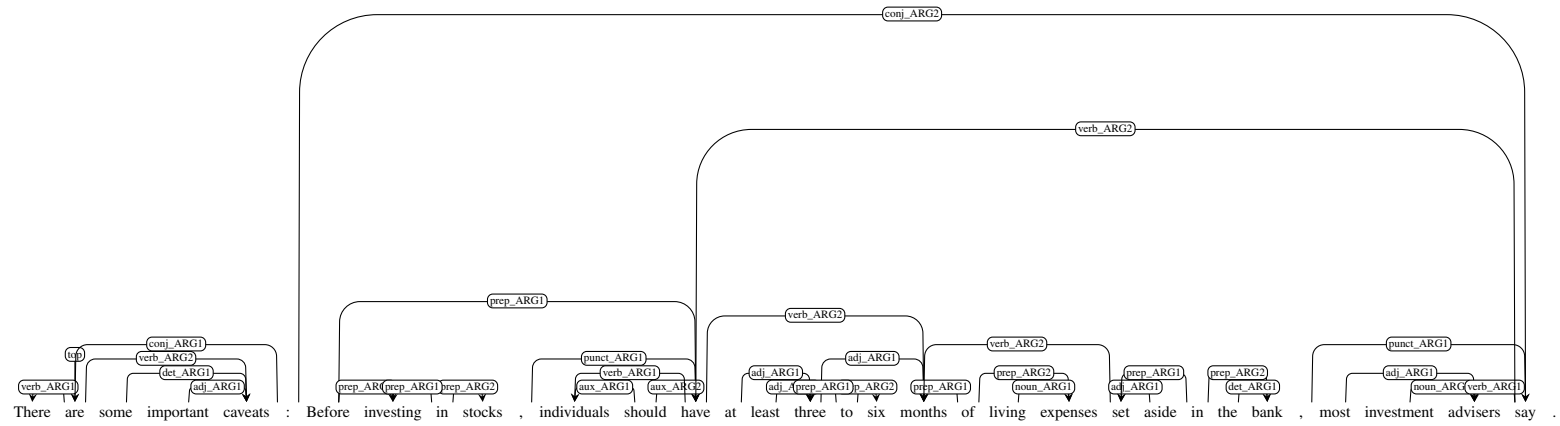 conj_ARG2
verb_ARG2
prep_ARG1
verb_ARG2
conj_ARG1 verb_ARG2 punct_ARG1
top verb_ARG2 punct_ARG1 adj_ARG1
det_ARG1 verb_ARG1 adj_ARG1 prep_ARG2 prep_ARG1 prep_ARG2 adj_ARG1
verb_ARG1 adj_ARG1 prep_ARG1 prep_ARG2 aux_ARG1 aux_ARG2 prep_ARG1 prep_ARG1 noun_ARG1 adj_ARG1 det_ARG1 verb_ARG1
There are some important caveats : Before investing in stocks , individuals should have at least three to six months of living expenses set aside in the bank , most investment advisers say .